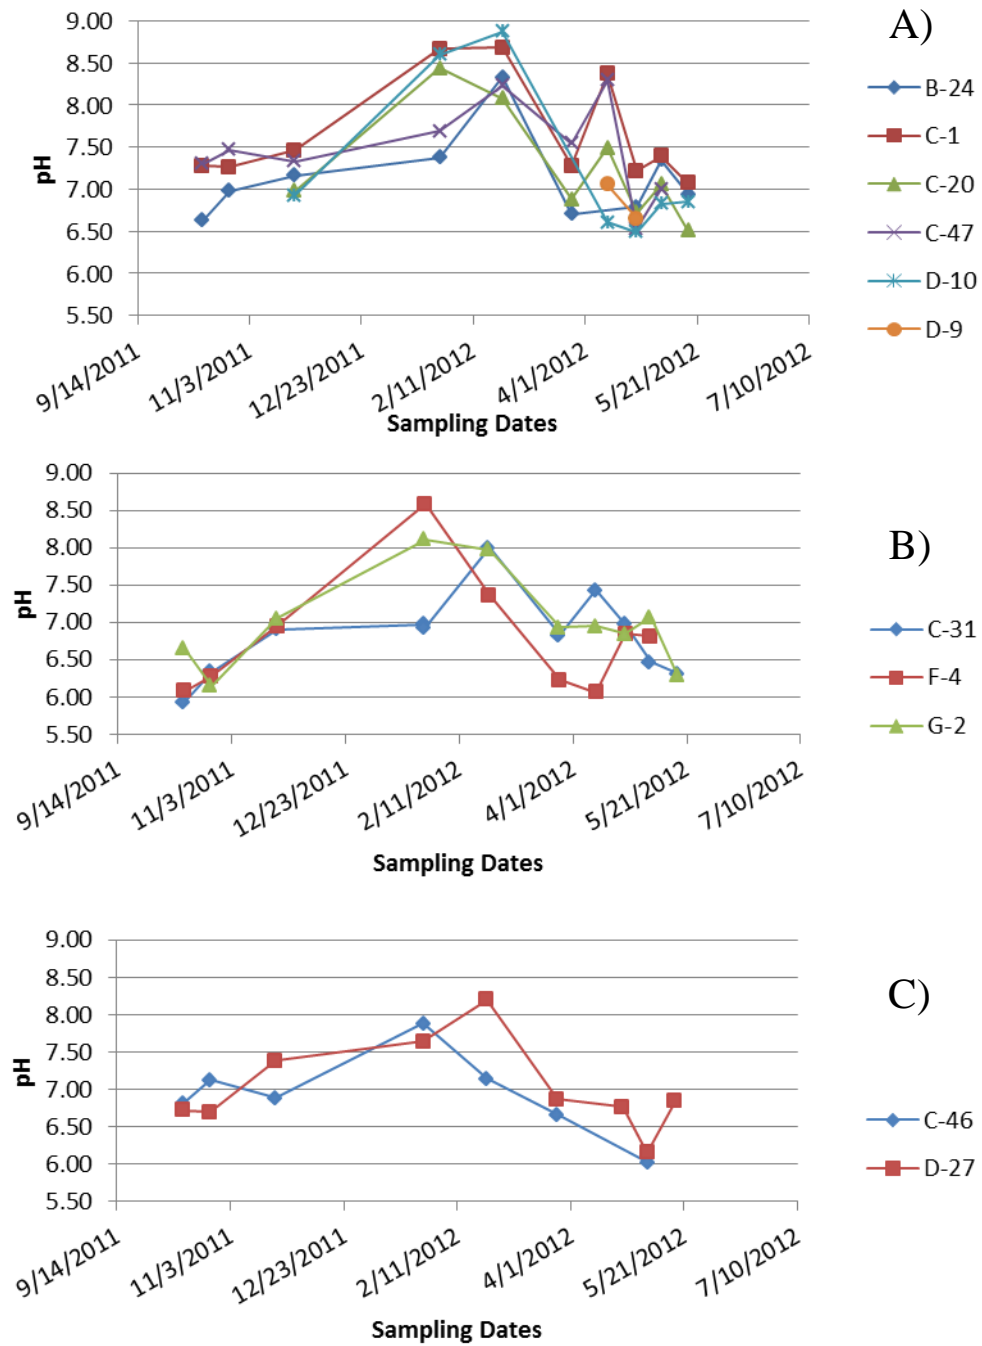 A)
9.00
8.50
8.00
7.50
7.00
6.50
6.00
5.50
pH
9/14/2011
11/3/2011
12/23/2011
2/11/2012
4/1/2012
5/21/2012
7/10/2012
Sampling Dates
B-24
C-1
C-20
C-47
D-10
D-9
B)
9.00
8.50
8.00
7.50
7.00
6.50
6.00
5.50
pH
9/14/2011
11/3/2011
12/23/2011
2/11/2012
4/1/2012
5/21/2012
7/10/2012
Sampling Dates
C-31
F-4
G-2
C)
9.00
8.50
8.00
7.50
7.00
6.50
6.00
5.50
pH
9/14/2011
11/3/2011
12/23/2011
2/11/2012
4/1/2012
5/21/2012
7/10/2012
Sampling Dates
C-46
D-27